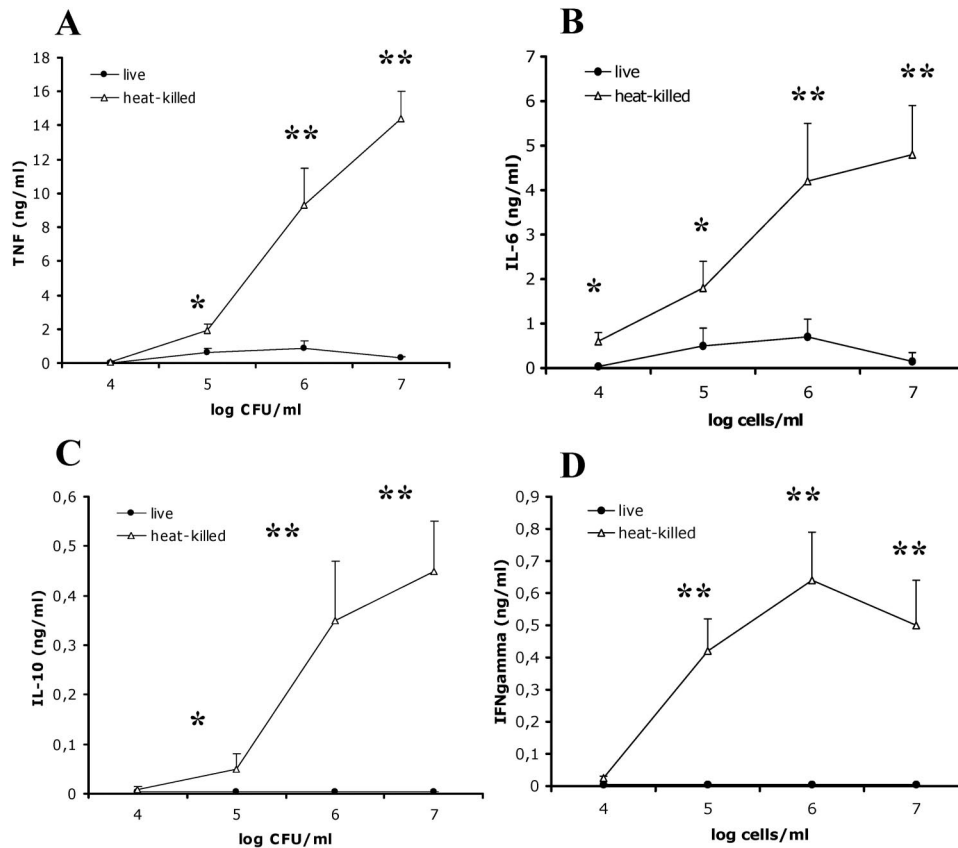 A
live
heat-killed
**
**
*
18
16
14
12
10
8
6
4
2
0
TNF (ng/ml)
4 5 6 7
log CFU/ml
B
live
heat-killed
**
**
*
*
7
6
5
4
3
2
1
0
IL-6 (ng/ml)
4 5 6 7
log cells/ml
C
live
heat-killed
**
**
*
0,6
0,5
0,4
0,3
0,2
0,1
0
IL-10 (ng/ml)
4 5 6 7
log CFU/ml
D
live
heat-killed
**
**
**
0,9
0,8
0,7
0,6
0,5
0,4
0,3
0,2
0,1
0
IFNgamma (ng/ml)
4 5 6 7
log cells/ml